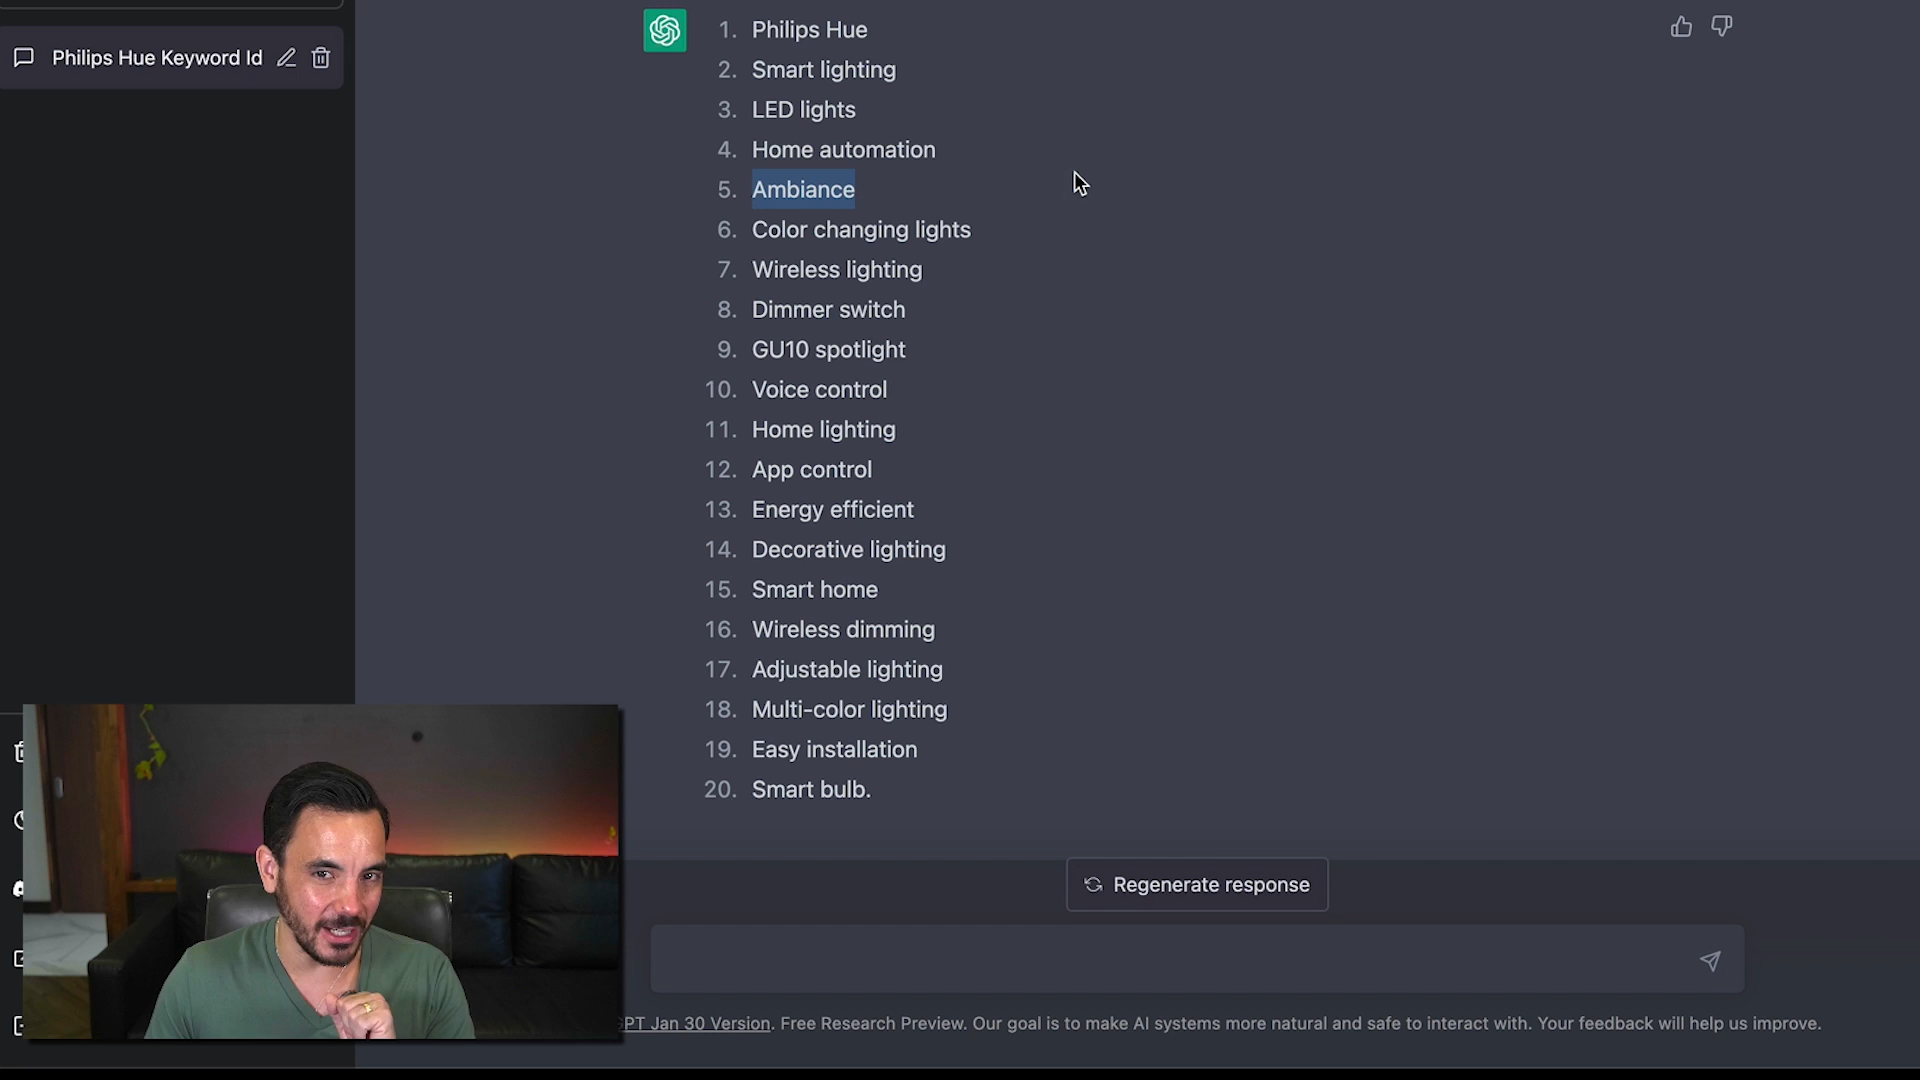 Philips Hue Keyword Id
1. Philips Hue
2. Smart lighting
3. LED lights
4. Home automation
5. Ambiance
6. Color changing lights
7. Wireless lighting
8. Dimmer switch
9. GU10 spotlight
10. Voice control
11. Home lighting
12. App control
13. Energy efficient
14. Decorative lighting
15. Smart home
16. Wireless dimming
17. Adjustable lighting
18. Multi-color lighting
19. Easy installation
20. Smart bulb.
Regenerate response
PT Jan 30 Version. Free Research Preview. Our goal is to make AI systems more natural and safe to interact with. Your feedback will help us improve.